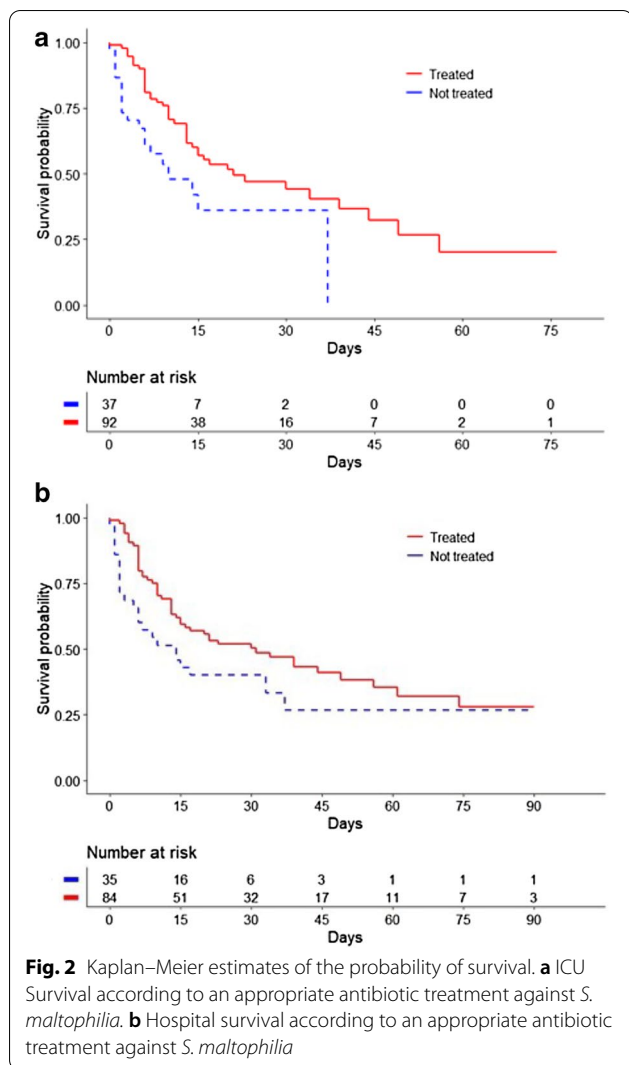 a
1.00
0.75
0.50
0.25
0.00
Survival probability
Treated
Not treated
0 15 30 45 60 75
Days
Number at risk
37 7 2 0 0 0
92 38 16 7 2 1
0 15 30 45 60 75
Days
b
1.00
0.75
0.50
0.25
0.00
Survival probability
Treated
Not treated
0 15 30 45 60 75 90
Days
Number at risk
35 16 6 3 1 1 1
84 51 32 17 11 7 3
0 15 30 45 60 75 90
Days
Fig. 2 Kaplan–Meier estimates of the probability of survival. a ICU
Survival according to an appropriate antibiotic treatment against S.
maltophilia. b Hospital survival according to an appropriate antibiotic
treatment against S. maltophilia